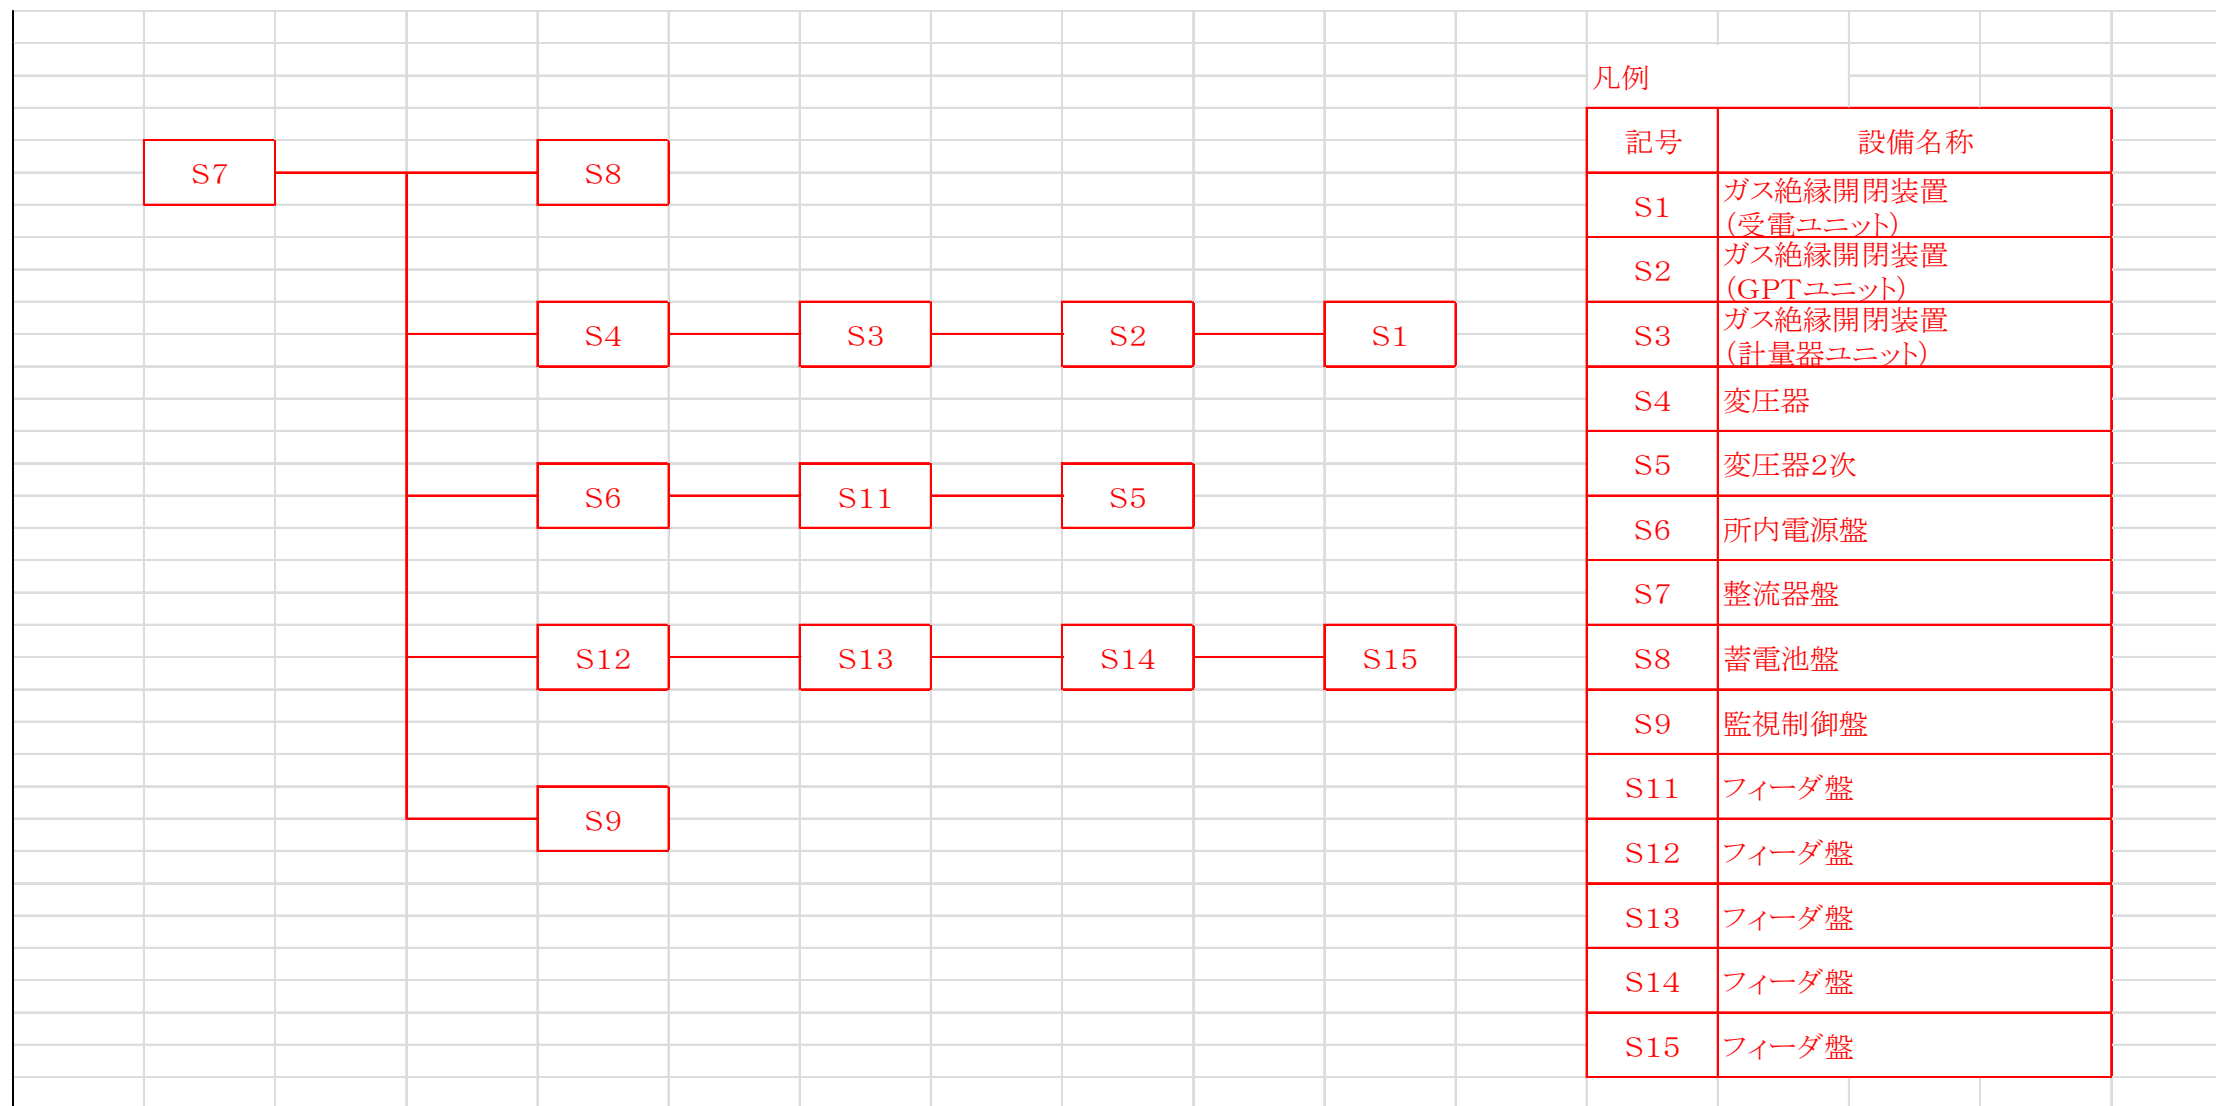 凡例
記号 設備名称
S7 S8
S1 ガス絶縁開閉装置
(受電ユニット)
S2 ガス絶縁開閉装置
(GPTユニット)
S4 S3 S2 S1
S3 ガス絶縁開閉装置
(計量器ユニット)
S4 変圧器
S5 変圧器2次
S6 S11 S5
S6 所内電源盤
S7 整流器盤
S12 S13 S14 S15
S8 蓄電池盤
S9 監視制御盤
S11 フィーダ盤
S9
S12 フィーダ盤
S13 フィーダ盤
S14 フィーダ盤
S15 フィーダ盤